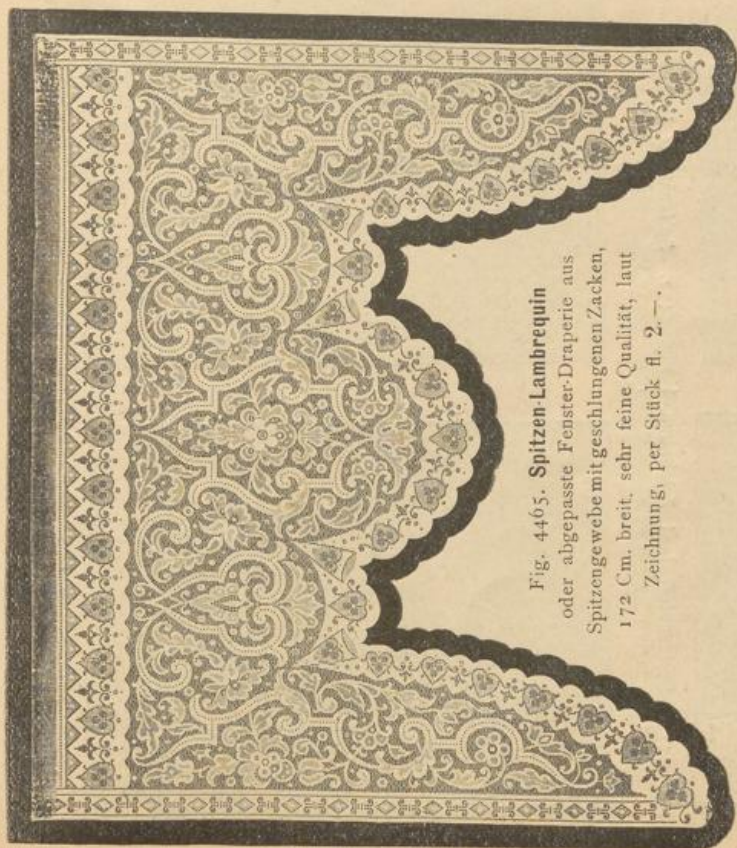 Fig. 4465. Spitzen-Lambrequin
oder abgepasste Fenster-Draperie aus
Spitzengewebe mit geschlungenen Zacken,
172 Cm. breit, sehr feine Qualität, laut
Zeichnung, per Stück fl. 2.—.